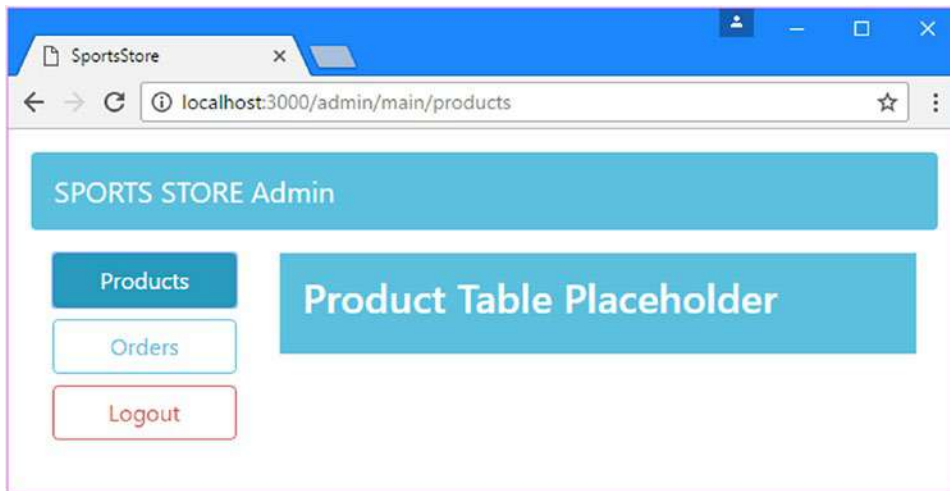 SportsStore
localhost:3000/admin/main/products
SPORTS STORE Admin
Products
Product Table Placeholder
Orders
Logout